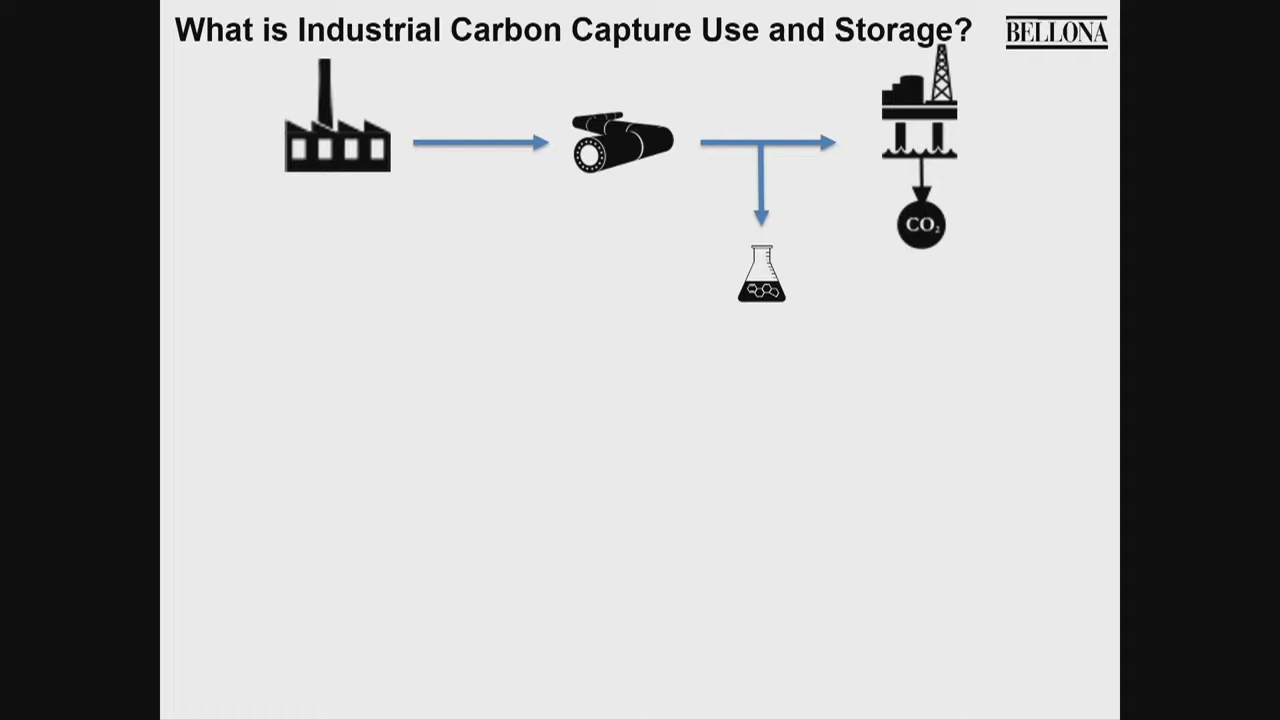 What is Industrial Carbon Capture Use and Storage?
BELLONA
CO₂